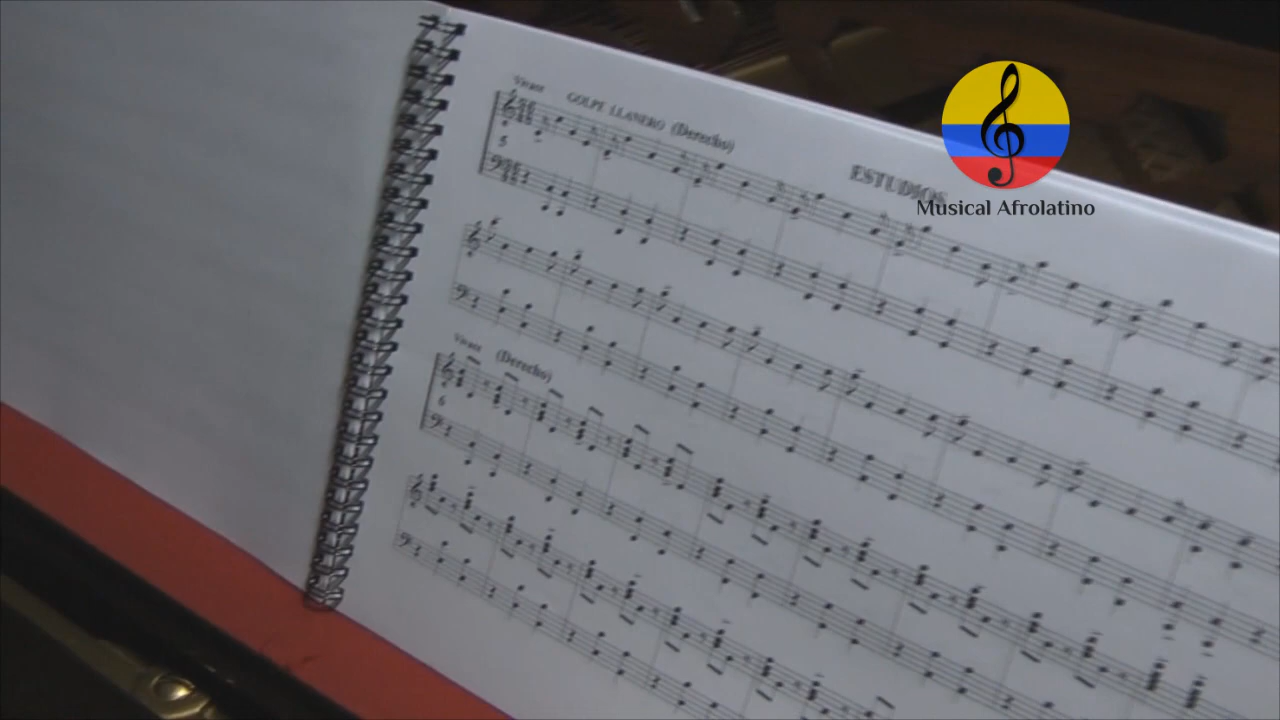 Vivace GOLPE LLANERO (Derecho)
ESTUDIOS
Musical Afrolatino
Vivace (Derecho)